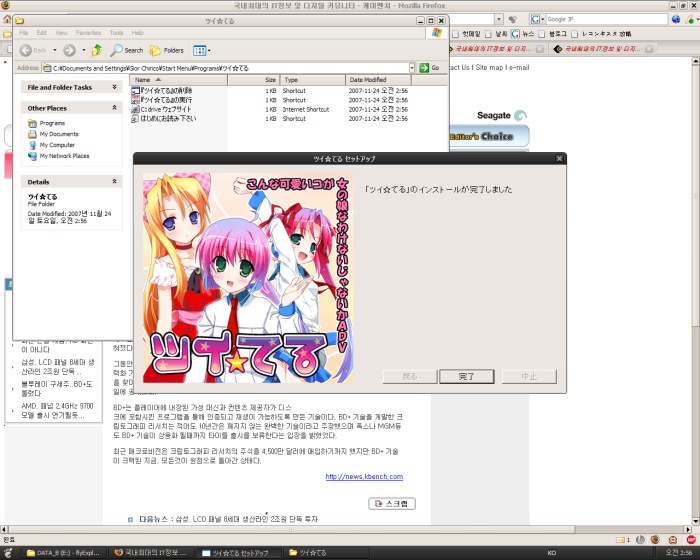 국내최대의 IT정보 및 디지털 커뮤니티 - 케이벤치 - Mozilla Firefox
ツイ☆てる
File Edit View Favorites Tools Help
Back Search Folders
Address C:\Documents and Settings\Gor Chirico\Start Menu\Programs\ツイ☆てる Go
Google JP
핫메일 날씨 뉴스 블로그 レコンキスタ 攻略
국내최대의 IT정보 및 디지...
국내최대의 IT정보 및 디지...
act Us I Site map I e-mail
Seagate
Editor's Choice
File and Folder Tasks
Other Places
Programs
My Documents
My Computer
My Network Places
Details
ツイ☆てる
File Folder
Date Modified: 2007년 11월 24일 토요일, 오전 2:56
Name Size Type Date Modified
『ツイ☆てる』の削除 1 KB Shortcut 2007-11-24 오전 2:56
『ツイ☆てる』の実行 1 KB Shortcut 2007-11-24 오전 2:56
C:drive ウェブサイト 1 KB Internet Shortcut 2007-11-24 오전 2:56
はじめにお読み下さい 1 KB Shortcut 2007-11-24 오전 2:56
ツイ☆てる セットアップ
こんな可愛いコが
女の娘なわけないじゃないかADV
ツイ☆てる
「ツイ☆てる」のインストールが完了しました
戻る 完了 中止
이 아니다
삼성, LCD 패널 8세대 생산라인 2조원 단독 ..
블루레이 구세주, BD+도 뚫렸다
AMD, 패널 2.4GHz 9700 모델 출시 연기될듯...
BD+는 플레이어에 내장된 가성 머신과 컨텐츠 제공자가 디스
크에 포함시킨 프로그램을 통해 인증되고 재생이 가능하도록 만든 기술이다. BD+ 기술을 개발한 크
립토그래피 리서치는 적어도 10년간은 깨지지 않는 완벽한 기술이라고 주장했으며 폭스나 MGM등
도 BD+ 기술이 상용화 될때까지 타이틀 출시를 보류한다는 입장을 밝혔었다.
최근 매크로비전은 크립토그래피 리서치의 주식를 4,500만 달러에 매입하기까지 했지만 BD+ 기술
이 크랙된 지금, 모든것이 원점으로 돌아간 상태다.
http://news.kbench.com
스크랩
다음뉴스 : 삼성, LCD 패널 8세대 생산라인 2조원 단독 투자
완료
1
DATA_B (E:) - flyExpl...
국내최대의 IT정보 ...
ツイ☆てる セットアップ
ツイ☆てる
KO
오전 2:56